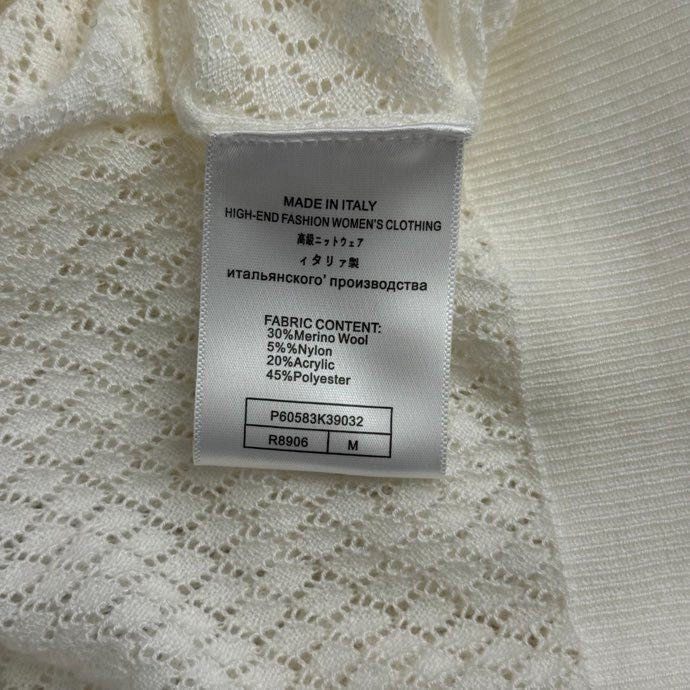 MADE IN ITALY
HIGH-END FASHION WOMEN'S CLOTHING
高級ニットウェア
ィタリァ製
итальянского' производства
FABRIC CONTENT:
30%Merino Wool
5%%Nylon
20%Acrylic
45%Polyester
P60583K39032
R8906 M